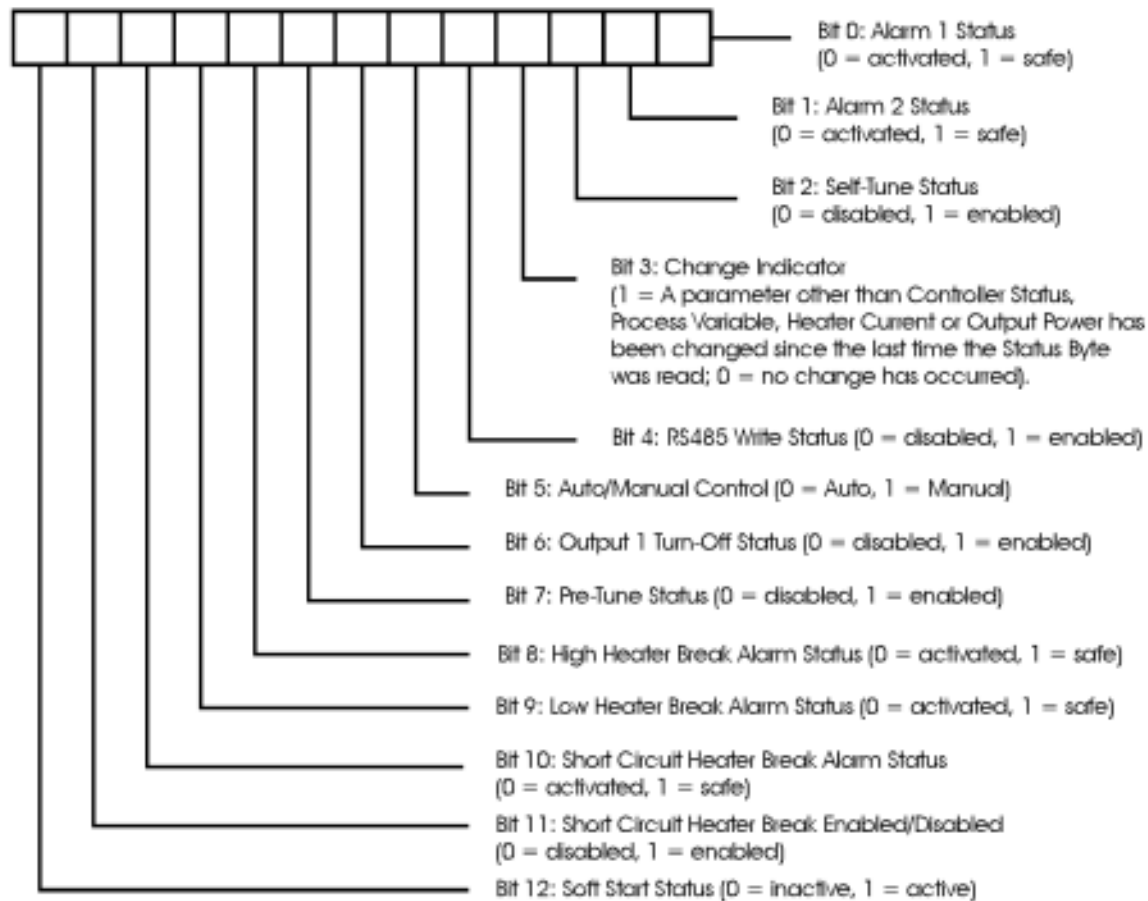 Bit 0: Alarm 1 Status
(0 = activated, 1 = safe)
Bit 1: Alarm 2 Status
(0 = activated, 1 = safe)
Bit 2: Self-Tune Status
(0 = disabled, 1 = enabled)
Bit 3: Change Indicator
(1 = A parameter other than Controller Status,
Process Variable, Heater Current or Output Power has
been changed since the last time the Status Byte
was read; 0 = no change has occurred).
Bit 4: RS485 Write Status (0 = disabled, 1 = enabled)
Bit 5: Auto/Manual Control (0 = Auto, 1 = Manual)
Bit 6: Output 1 Turn-Off Status (0 = disabled, 1 = enabled)
Bit 7: Pre-Tune Status (0 = disabled, 1 = enabled)
Bit 8: High Heater Break Alarm Status (0 = activated, 1 = safe)
Bit 9: Low Heater Break Alarm Status (0 = activated, 1 = safe)
Bit 10: Short Circuit Heater Break Alarm Status
(0 = activated, 1 = safe)
Bit 11: Short Circuit Heater Break Enabled/Disabled
(0 = disabled, 1 = enabled)
Bit 12: Soft Start Status (0 = inactive, 1 = active)